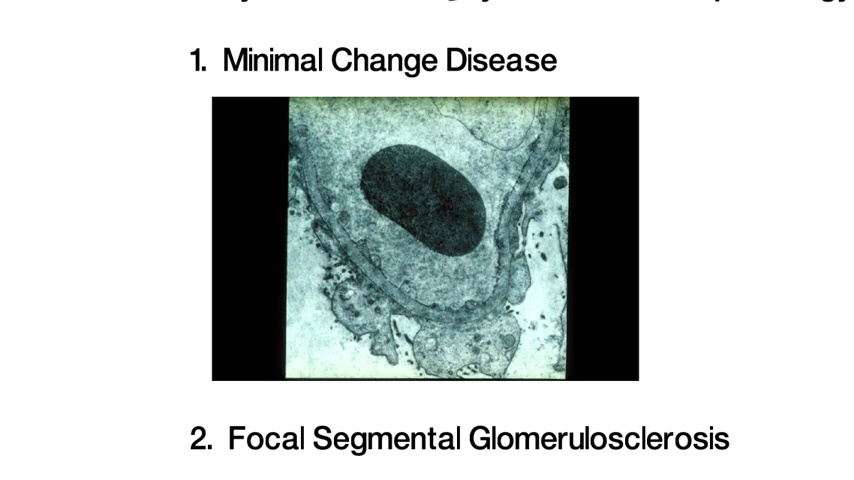 1. Minimal Change Disease
2. Focal Segmental Glomerulosclerosis